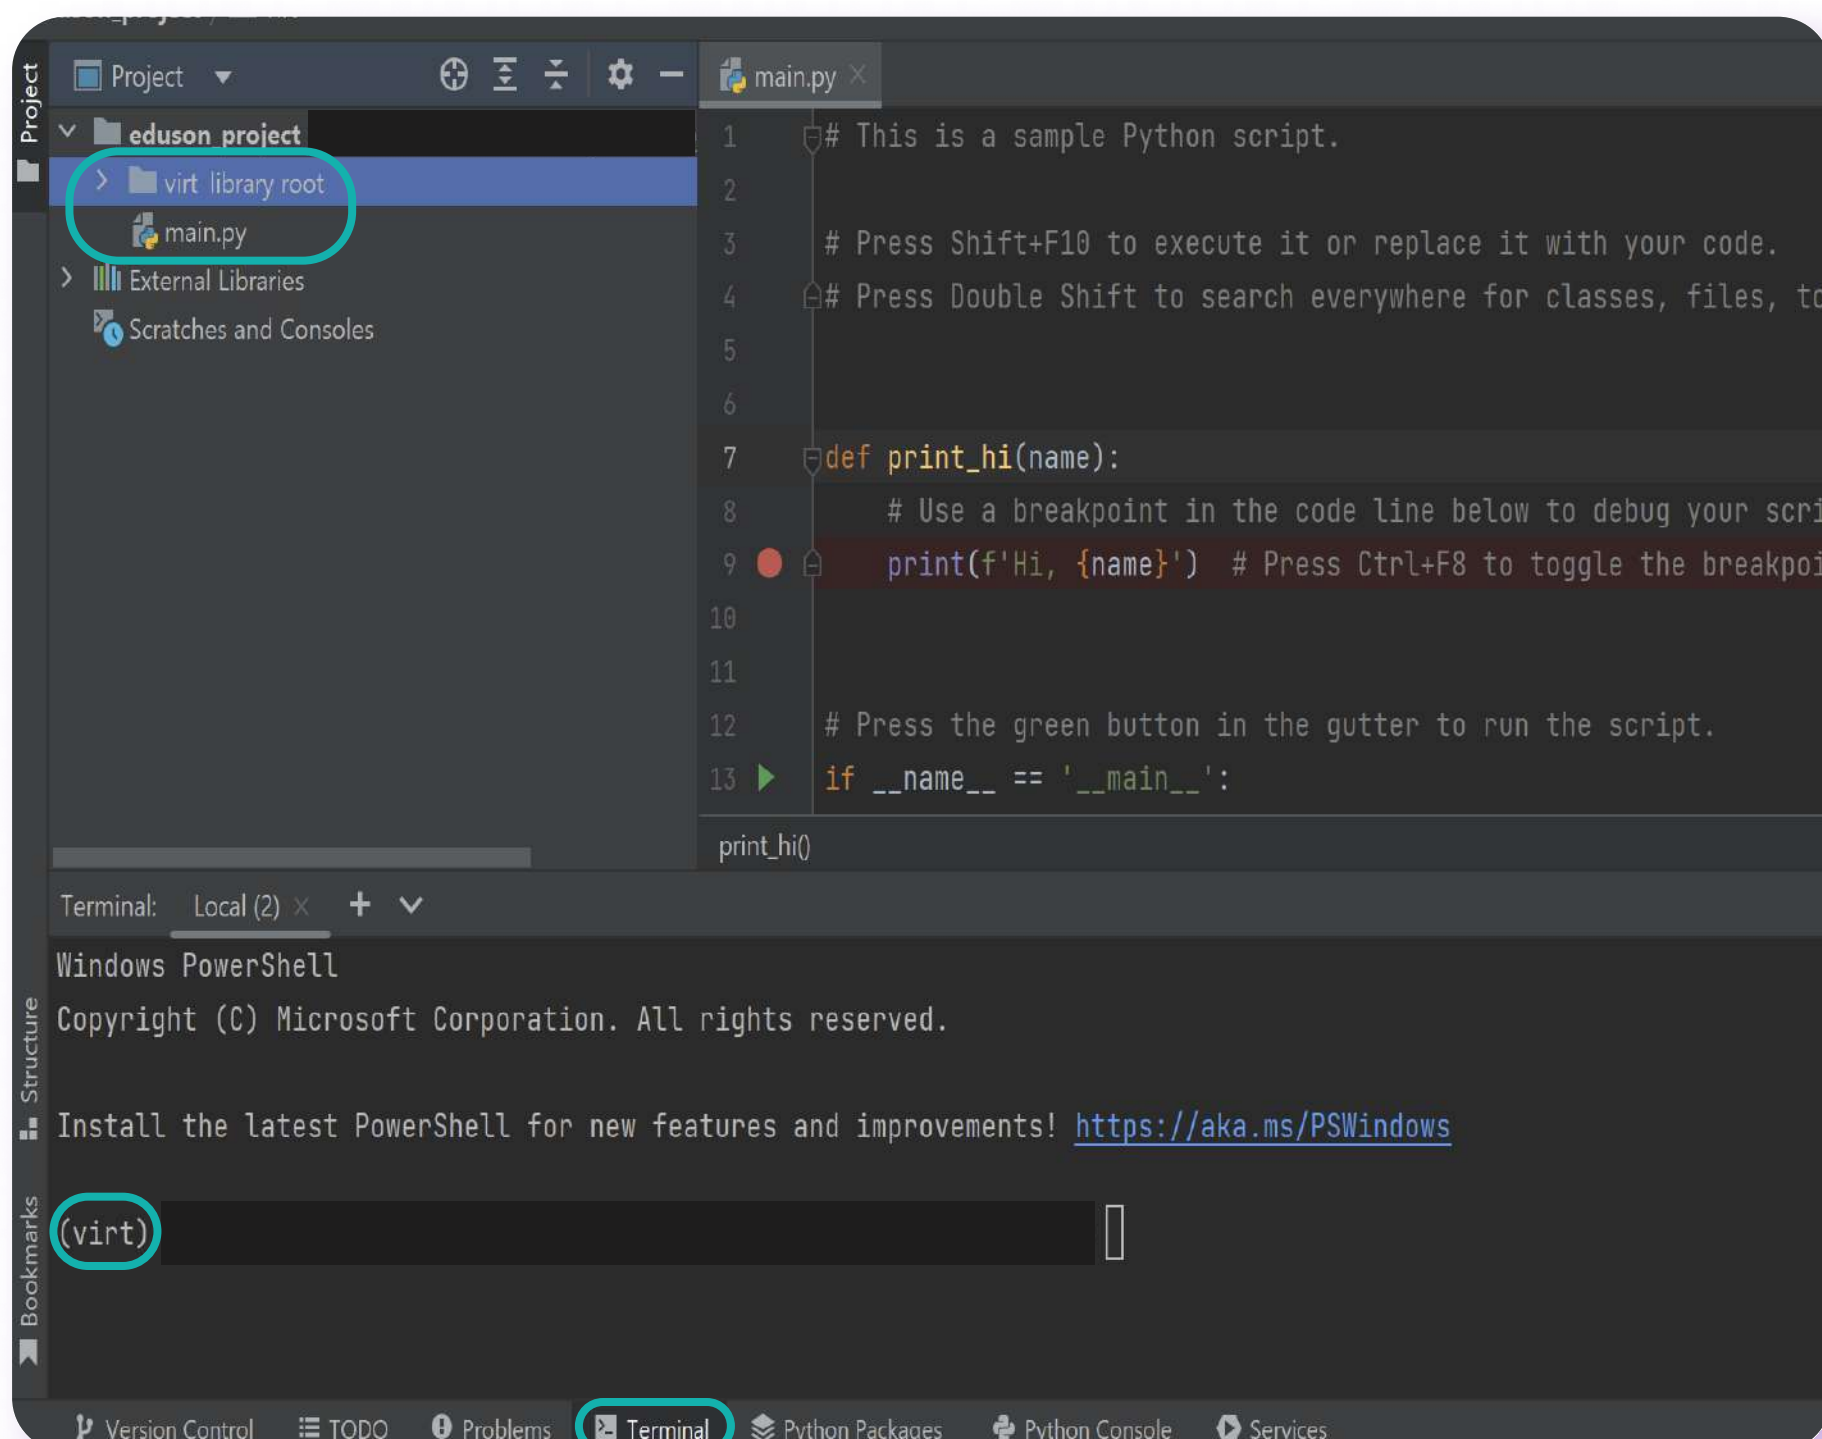 Project
Project
main.py
eduson_project
virt library root
main.py
External Libraries
Scratches and Consoles
1 # This is a sample Python script.
2
3 # Press Shift+F10 to execute it or replace it with your code.
4 # Press Double Shift to search everywhere for classes, files, to
5
6
7 def print_hi(name):
8 # Use a breakpoint in the code line below to debug your scri
9 print(f'Hi, {name}') # Press Ctrl+F8 to toggle the breakpoi
10
11
12 # Press the green button in the gutter to run the script.
13 if __name__ == '__main__':
print_hi()
Terminal: Local (2)
Windows PowerShell
Copyright (C) Microsoft Corporation. All rights reserved.
Install the latest PowerShell for new features and improvements! https://aka.ms/PSWindows
(virt)
Structure
Bookmarks
Version Control TODO Problems Terminal Python Packages Python Console Services